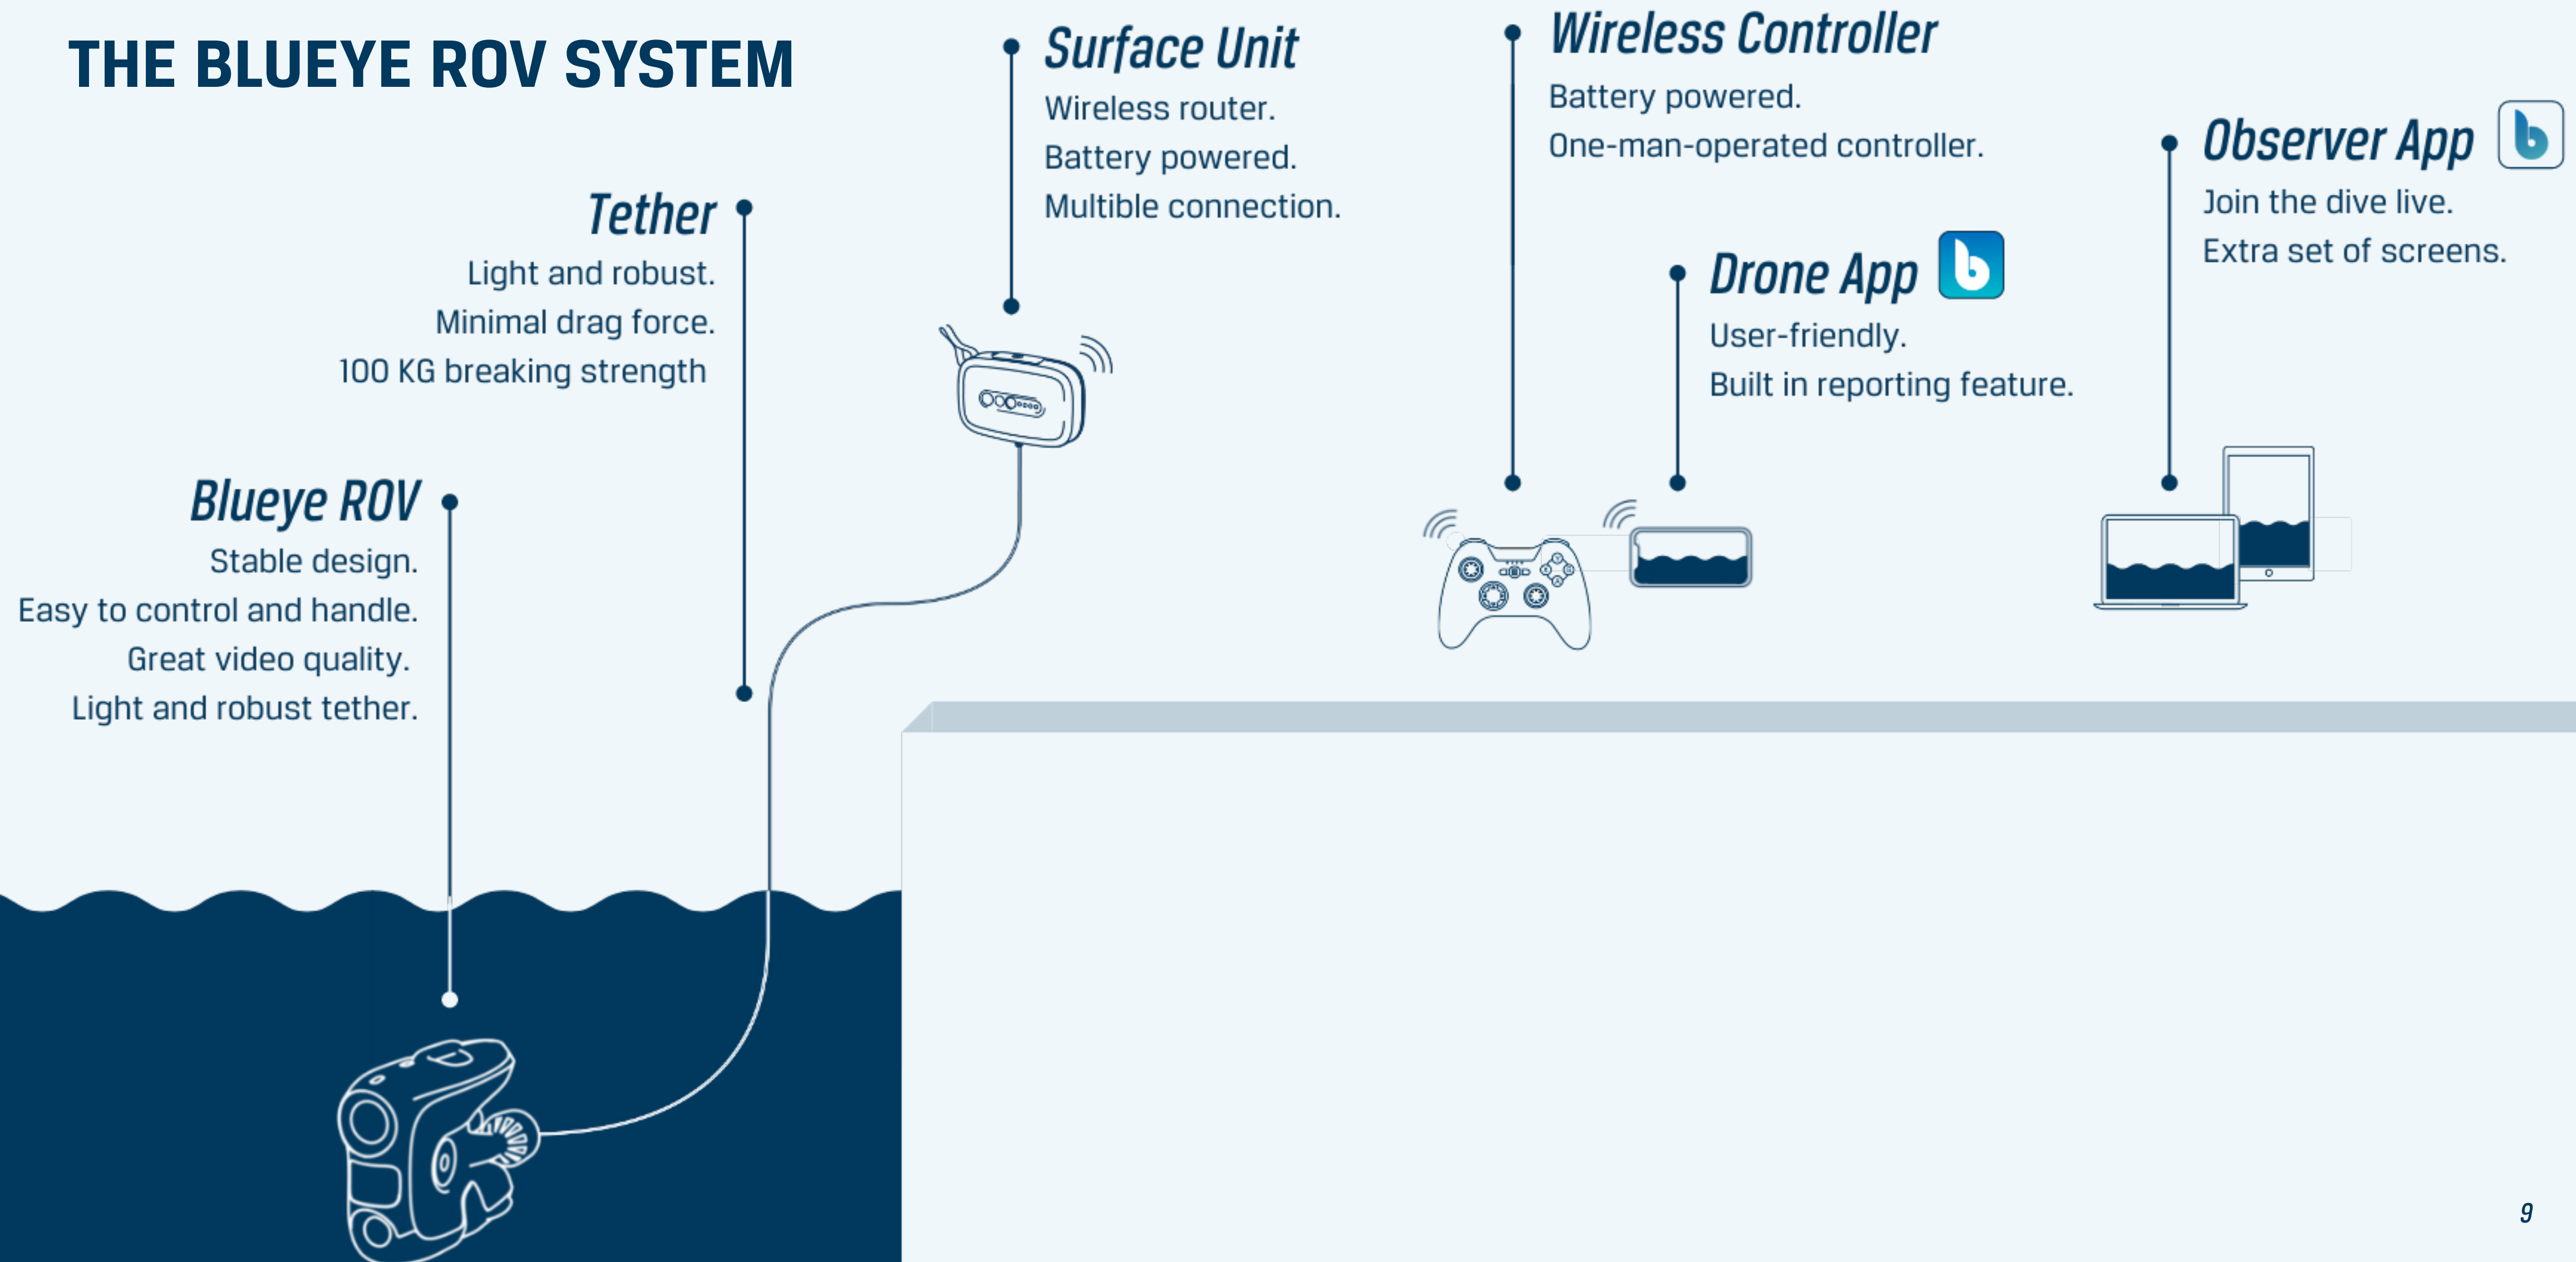 THE BLUEYE ROV SYSTEM
Surface Unit
Wireless router.
Battery powered.
Multible connection.
Wireless Controller
Battery powered.
One-man-operated controller.
Observer App
Join the dive live.
Extra set of screens.
Tether
Light and robust.
Minimal drag force.
100 KG breaking strength
Drone App
User-friendly.
Built in reporting feature.
Blueye ROV
Stable design.
Easy to control and handle.
Great video quality.
Light and robust tether.
9